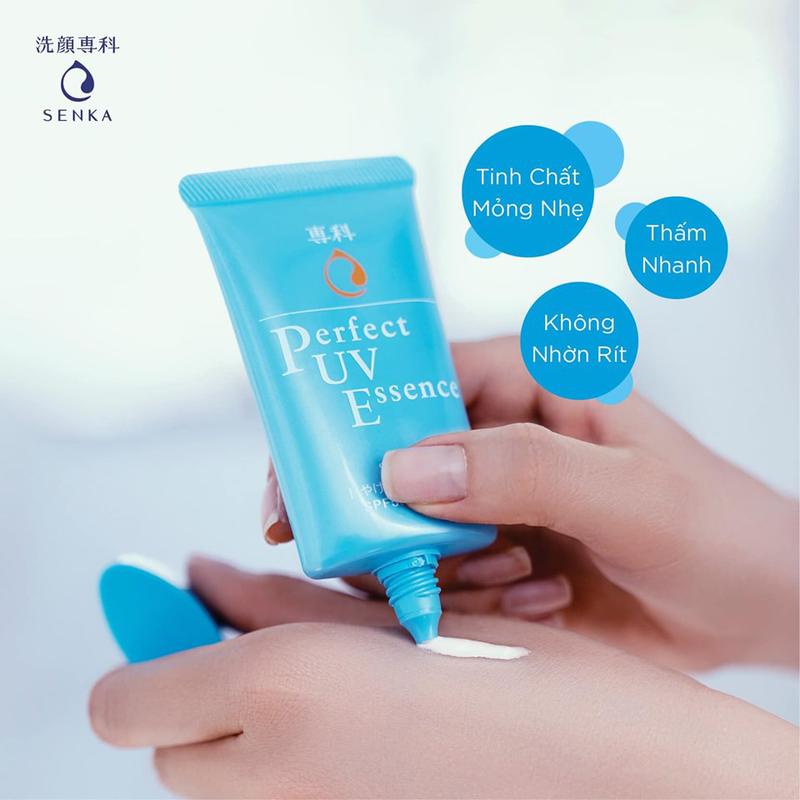 洗顔専科
SENKA
Tinh Chất
Mỏng Nhẹ
Thấm
Nhanh
Không
Nhờn Rít
専科
Perfect
UV
Essence